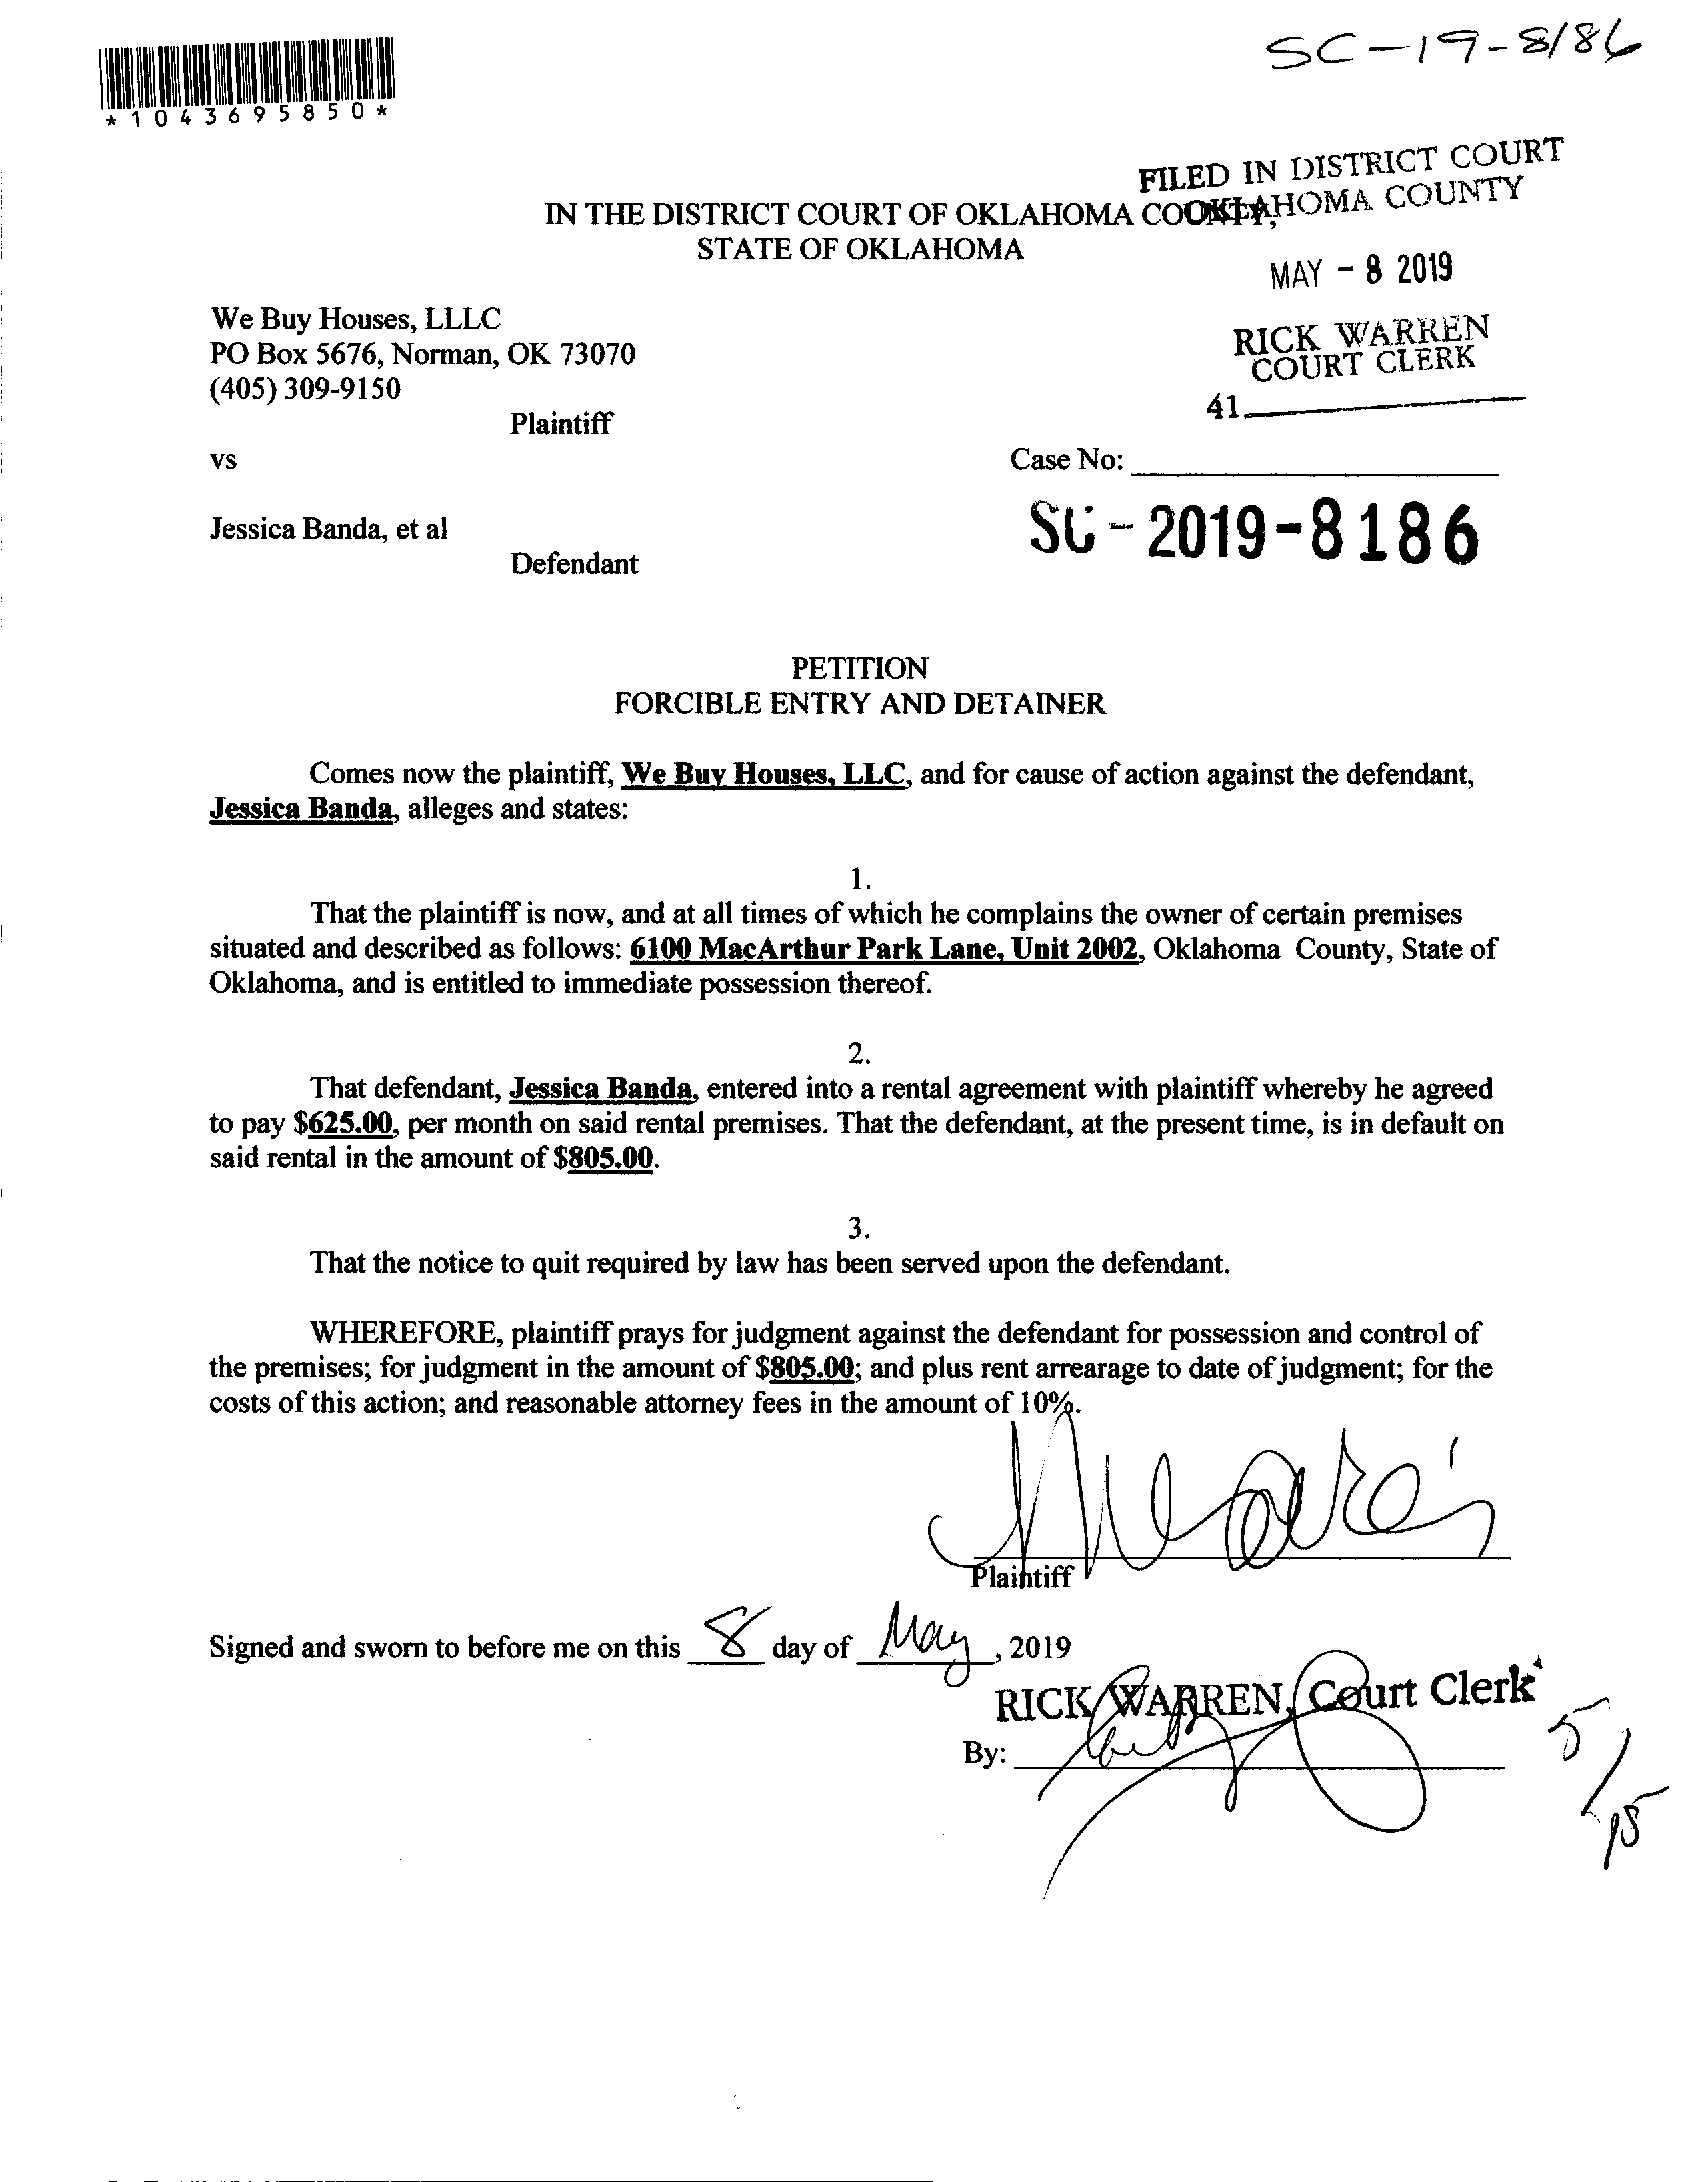 SC-19-8186
*1043695850*
FILED IN DISTRICT COURT
OKLAHOMA COUNTY
IN THE DISTRICT COURT OF OKLAHOMA COUNTY,
STATE OF OKLAHOMA
MAY - 8 2019
We Buy Houses, LLLC
PO Box 5676, Norman, OK 73070
(405) 309-9150
RICK WARREN
COURT CLERK
41
Plaintiff
vs
Case No:
Jessica Banda, et al
SC-2019-8186
Defendant
PETITION
FORCIBLE ENTRY AND DETAINER
Comes now the plaintiff, We Buy Houses, LLC, and for cause of action against the defendant,
Jessica Banda, alleges and states:
1.
That the plaintiff is now, and at all times of which he complains the owner of certain premises
situated and described as follows: 6100 MacArthur Park Lane, Unit 2002, Oklahoma County, State of
Oklahoma, and is entitled to immediate possession thereof.
2.
That defendant, Jessica Banda, entered into a rental agreement with plaintiff whereby he agreed
to pay $625.00, per month on said rental premises. That the defendant, at the present time, is in default on
said rental in the amount of $805.00.
3.
That the notice to quit required by law has been served upon the defendant.
WHEREFORE, plaintiff prays for judgment against the defendant for possession and control of
the premises; for judgment in the amount of $805.00; and plus rent arrearage to date of judgment; for the
costs of this action; and reasonable attorney fees in the amount of 10%.
Plaintiff
Signed and sworn to before me on this 8 day of May, 2019
RICK WARREN, Court Clerk
By:
5/15